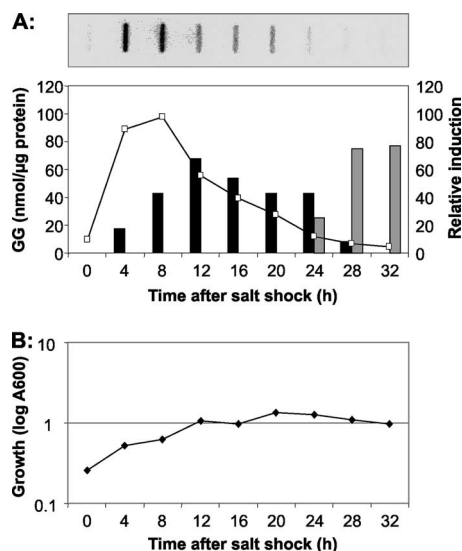 A:
GG (nmol/µg protein)
120
100
80
60
40
20
0
120
100
80
60
40
20
0
Relative induction
0 4 8 12 16 20 24 28 32
Time after salt shock (h)
B:
Growth (log A600)
10
1
0.1
0 4 8 12 16 20 24 28 32
Time after salt shock (h)